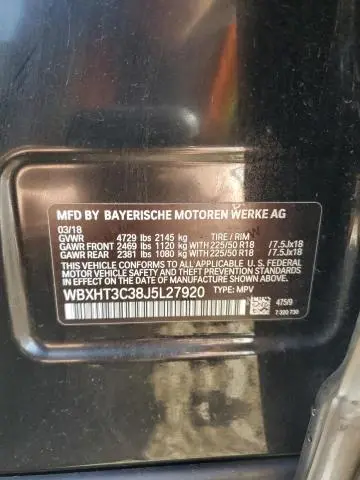 MFD BY BAYERISCHE MOTOREN WERKE AG
03/18
GVWR 4729 lbs 2145 kg TIRE / RIM
GAWR FRONT 2469 lbs 1120 kg WITH 225/50 R18 /7.5Jx18
GAWR REAR 2381 lbs 1080 kg WITH 225/50 R18 /7.5Jx18
THIS VEHICLE CONFORMS TO ALL APPLICABLE
FEDERAL MOTOR VEHICLE SAFETY STANDARDS IN
EFFECT ON THE DATE OF MANUFACTURE SHOWN ABOVE.
WBXHT3C38J5L27920 TYPE: MPV
475/9
7 320 730